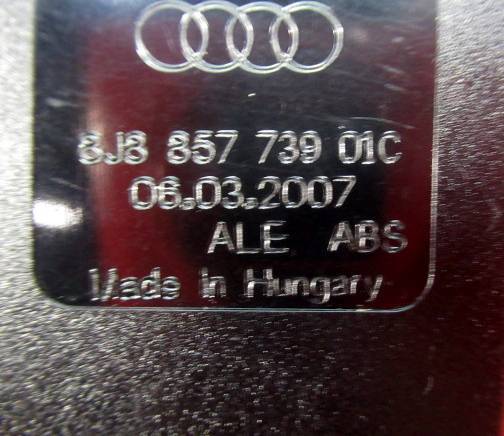 8J8 857 739 01C
06.03.2007
ALE ABS
Made in Hungary